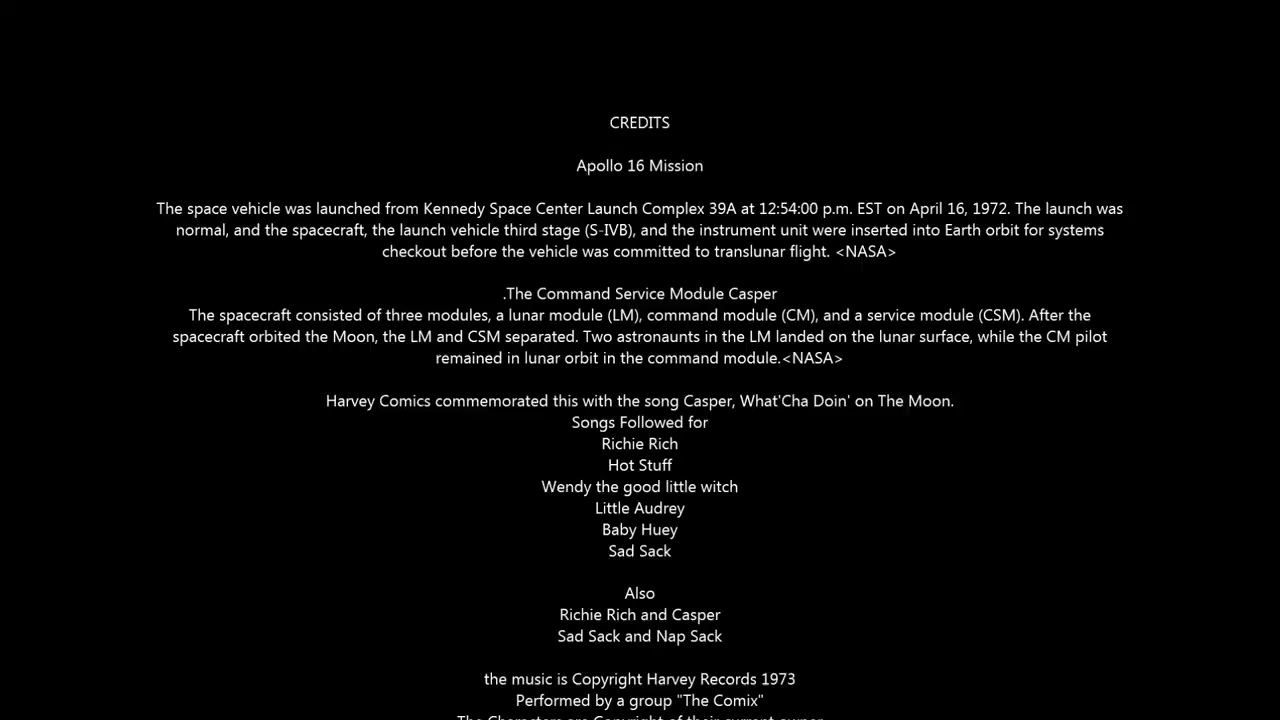 CREDITS
Apollo 16 Mission
The space vehicle was launched from Kennedy Space Center Launch Complex 39A at 12:54:00 p.m. EST on April 16, 1972. The launch was
normal, and the spacecraft, the launch vehicle third stage (S-IVB), and the instrument unit were inserted into Earth orbit for systems
checkout before the vehicle was committed to translunar flight. <NASA>
.The Command Service Module Casper
The spacecraft consisted of three modules, a lunar module (LM), command module (CM), and a service module (CSM). After the
spacecraft orbited the Moon, the LM and CSM separated. Two astronaunts in the LM landed on the lunar surface, while the CM pilot
remained in lunar orbit in the command module.<NASA>
Harvey Comics commemorated this with the song Casper, What'Cha Doin' on The Moon.
Songs Followed for
Richie Rich
Hot Stuff
Wendy the good little witch
Little Audrey
Baby Huey
Sad Sack
Also
Richie Rich and Casper
Sad Sack and Nap Sack
the music is Copyright Harvey Records 1973
Performed by a group "The Comix"
The Characters are Copyright of their current owner